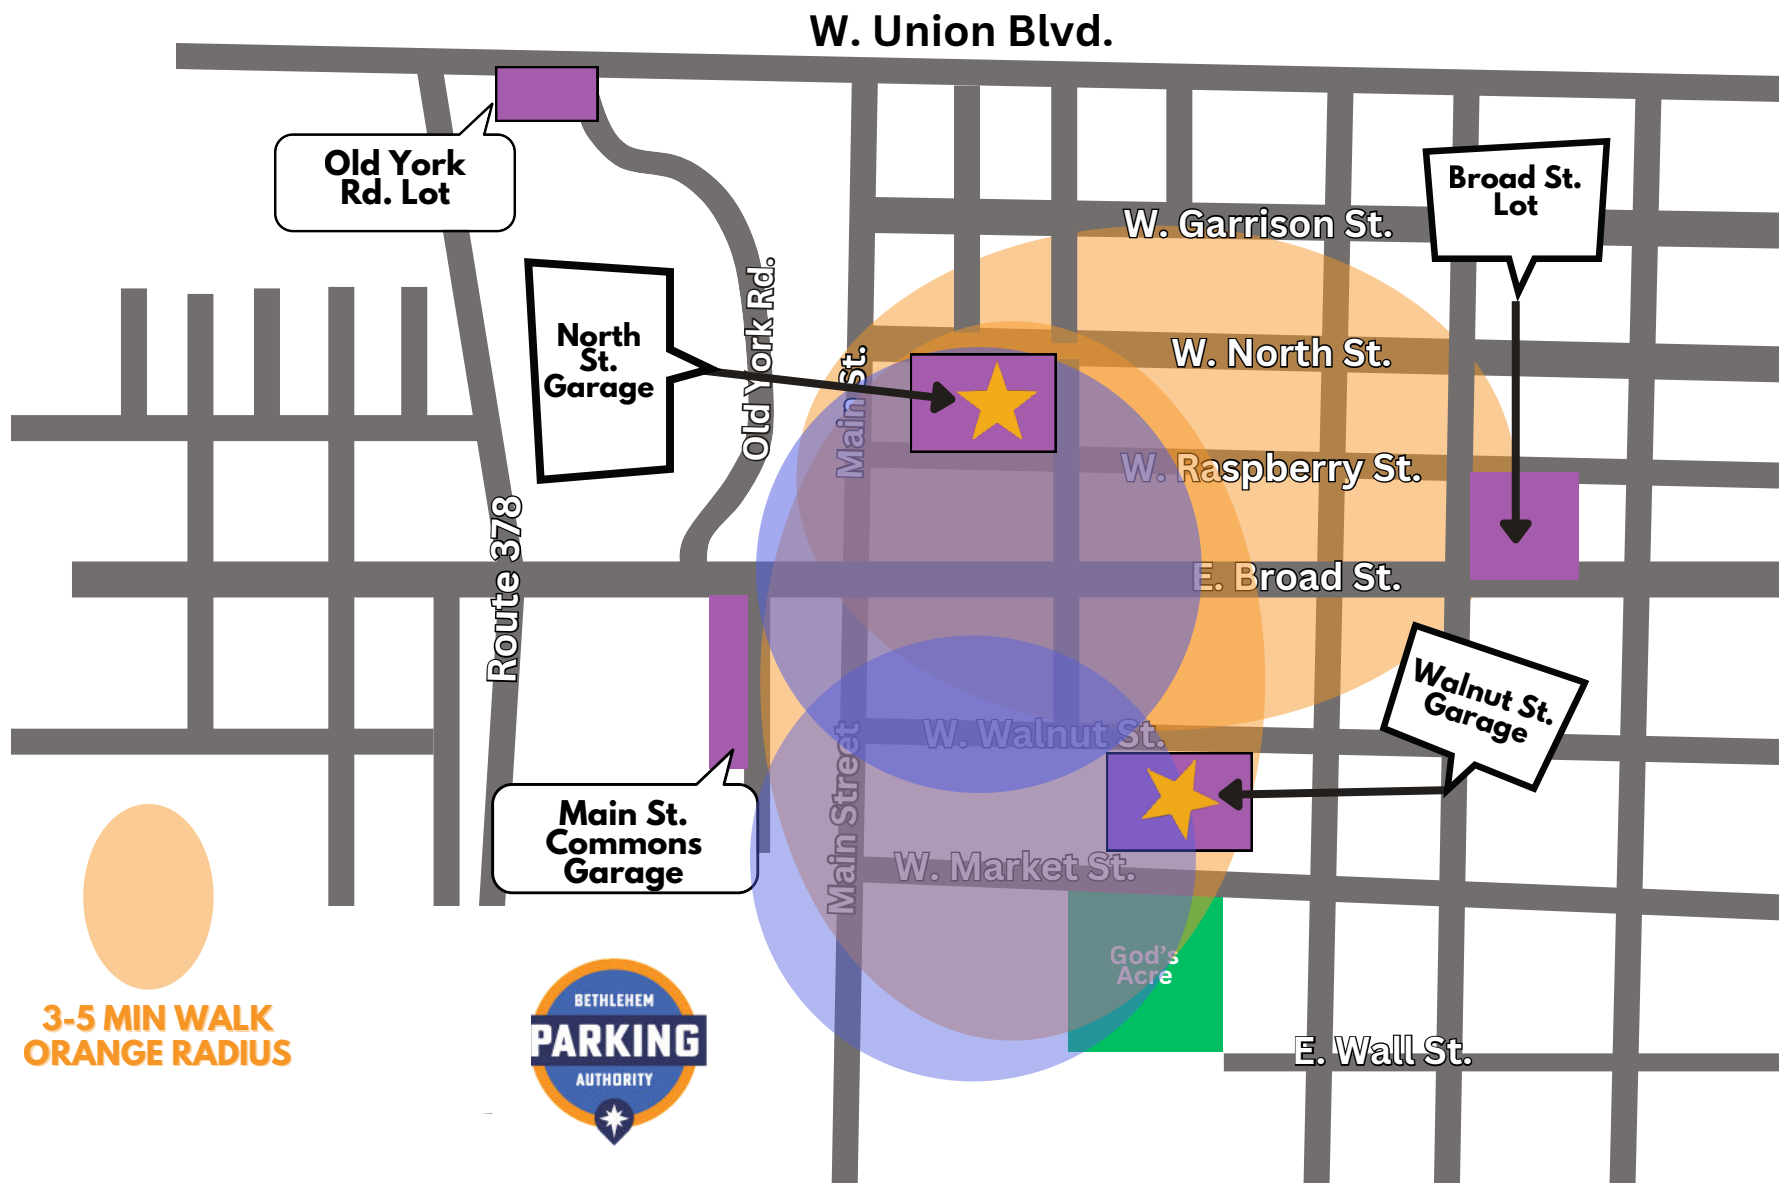 W. Union Blvd.
Old York
Rd. Lot
Broad St.
Lot
W. Garrison St.
North
St.
Garage
Old York Rd.
Main St.
W. North St.
W. Raspberry St.
Route 378
E. Broad St.
Walnut St.
Garage
W. Walnut St.
Main Street
Main St.
Commons
Garage
W. Market St.
God's
Acre
3-5 MIN WALK
ORANGE RADIUS
BETHLEHEM
PARKING
AUTHORITY
E. Wall St.